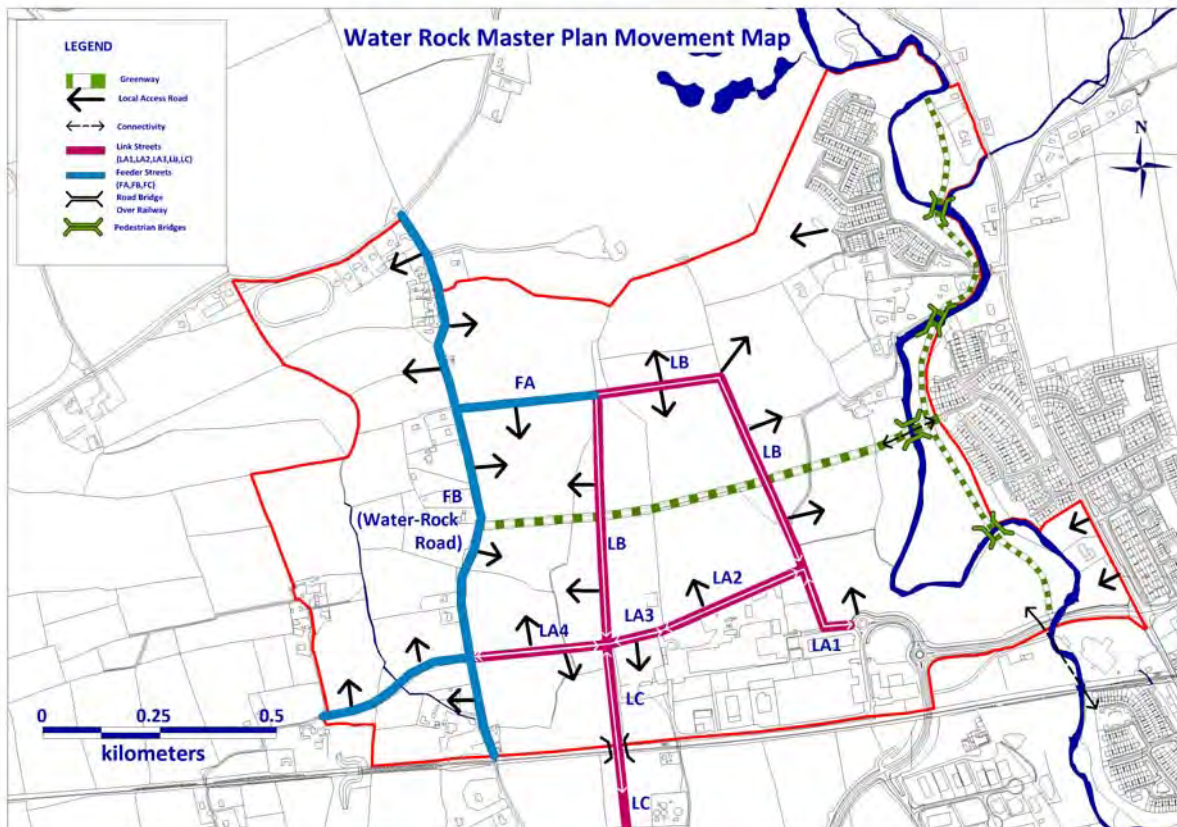 Water Rock Master Plan Movement Map
LEGEND
Greenway
Local Access Road
Connectivity
Link Streets
(LA1,LA2,LA3,LB,LC)
Feeder Streets
(FA,FB,FC)
Road Bridge
Over Railway
Pedestrian Bridges
N
LB
FA
LB
FB
(Water-Rock
Road)
LB
LA2
LA3
LA4
LA1
LC
0 0.25 0.5
kilometers
LC